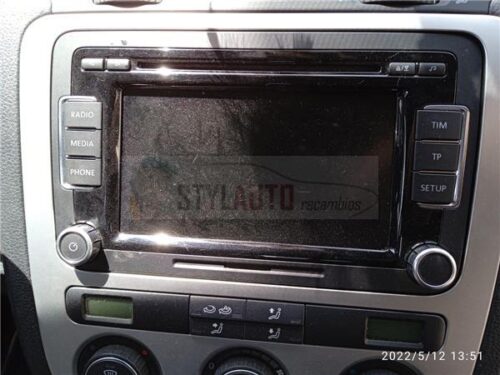 RADIO
MEDIA
PHONE
TIM
TP
SETUP
STYLAUTO
recambios
2022/5/12 13:51